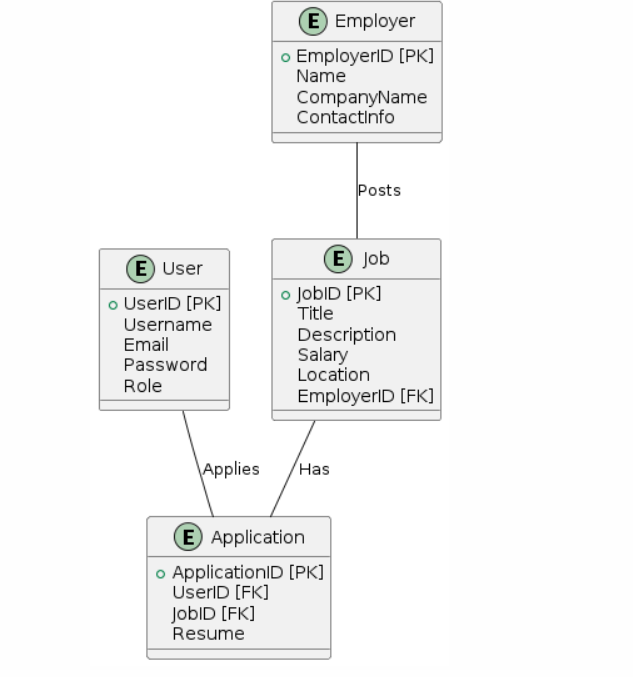 E Employer
EmployerID [PK]
Name
CompanyName
ContactInfo
Posts
E User
UserID [PK]
Username
Email
Password
Role
E Job
JobID [PK]
Title
Description
Salary
Location
EmployerID [FK]
Applies
Has
E Application
ApplicationID [PK]
UserID [FK]
JobID [FK]
Resume